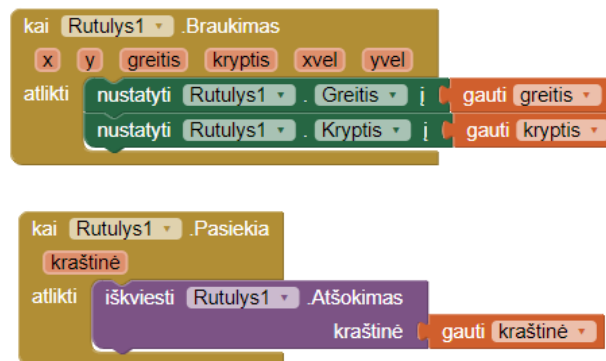 kai Rutulys1 .Braukimas
x y greitis kryptis xvel yvel
atlikti nustatyti Rutulys1 . Greitis į gauti greitis
nustatyti Rutulys1 . Kryptis į gauti kryptis
kai Rutulys1 .Pasiekia
kraštinė
atlikti iškviesti Rutulys1 .Atšokimas
kraštinė gauti kraštinė